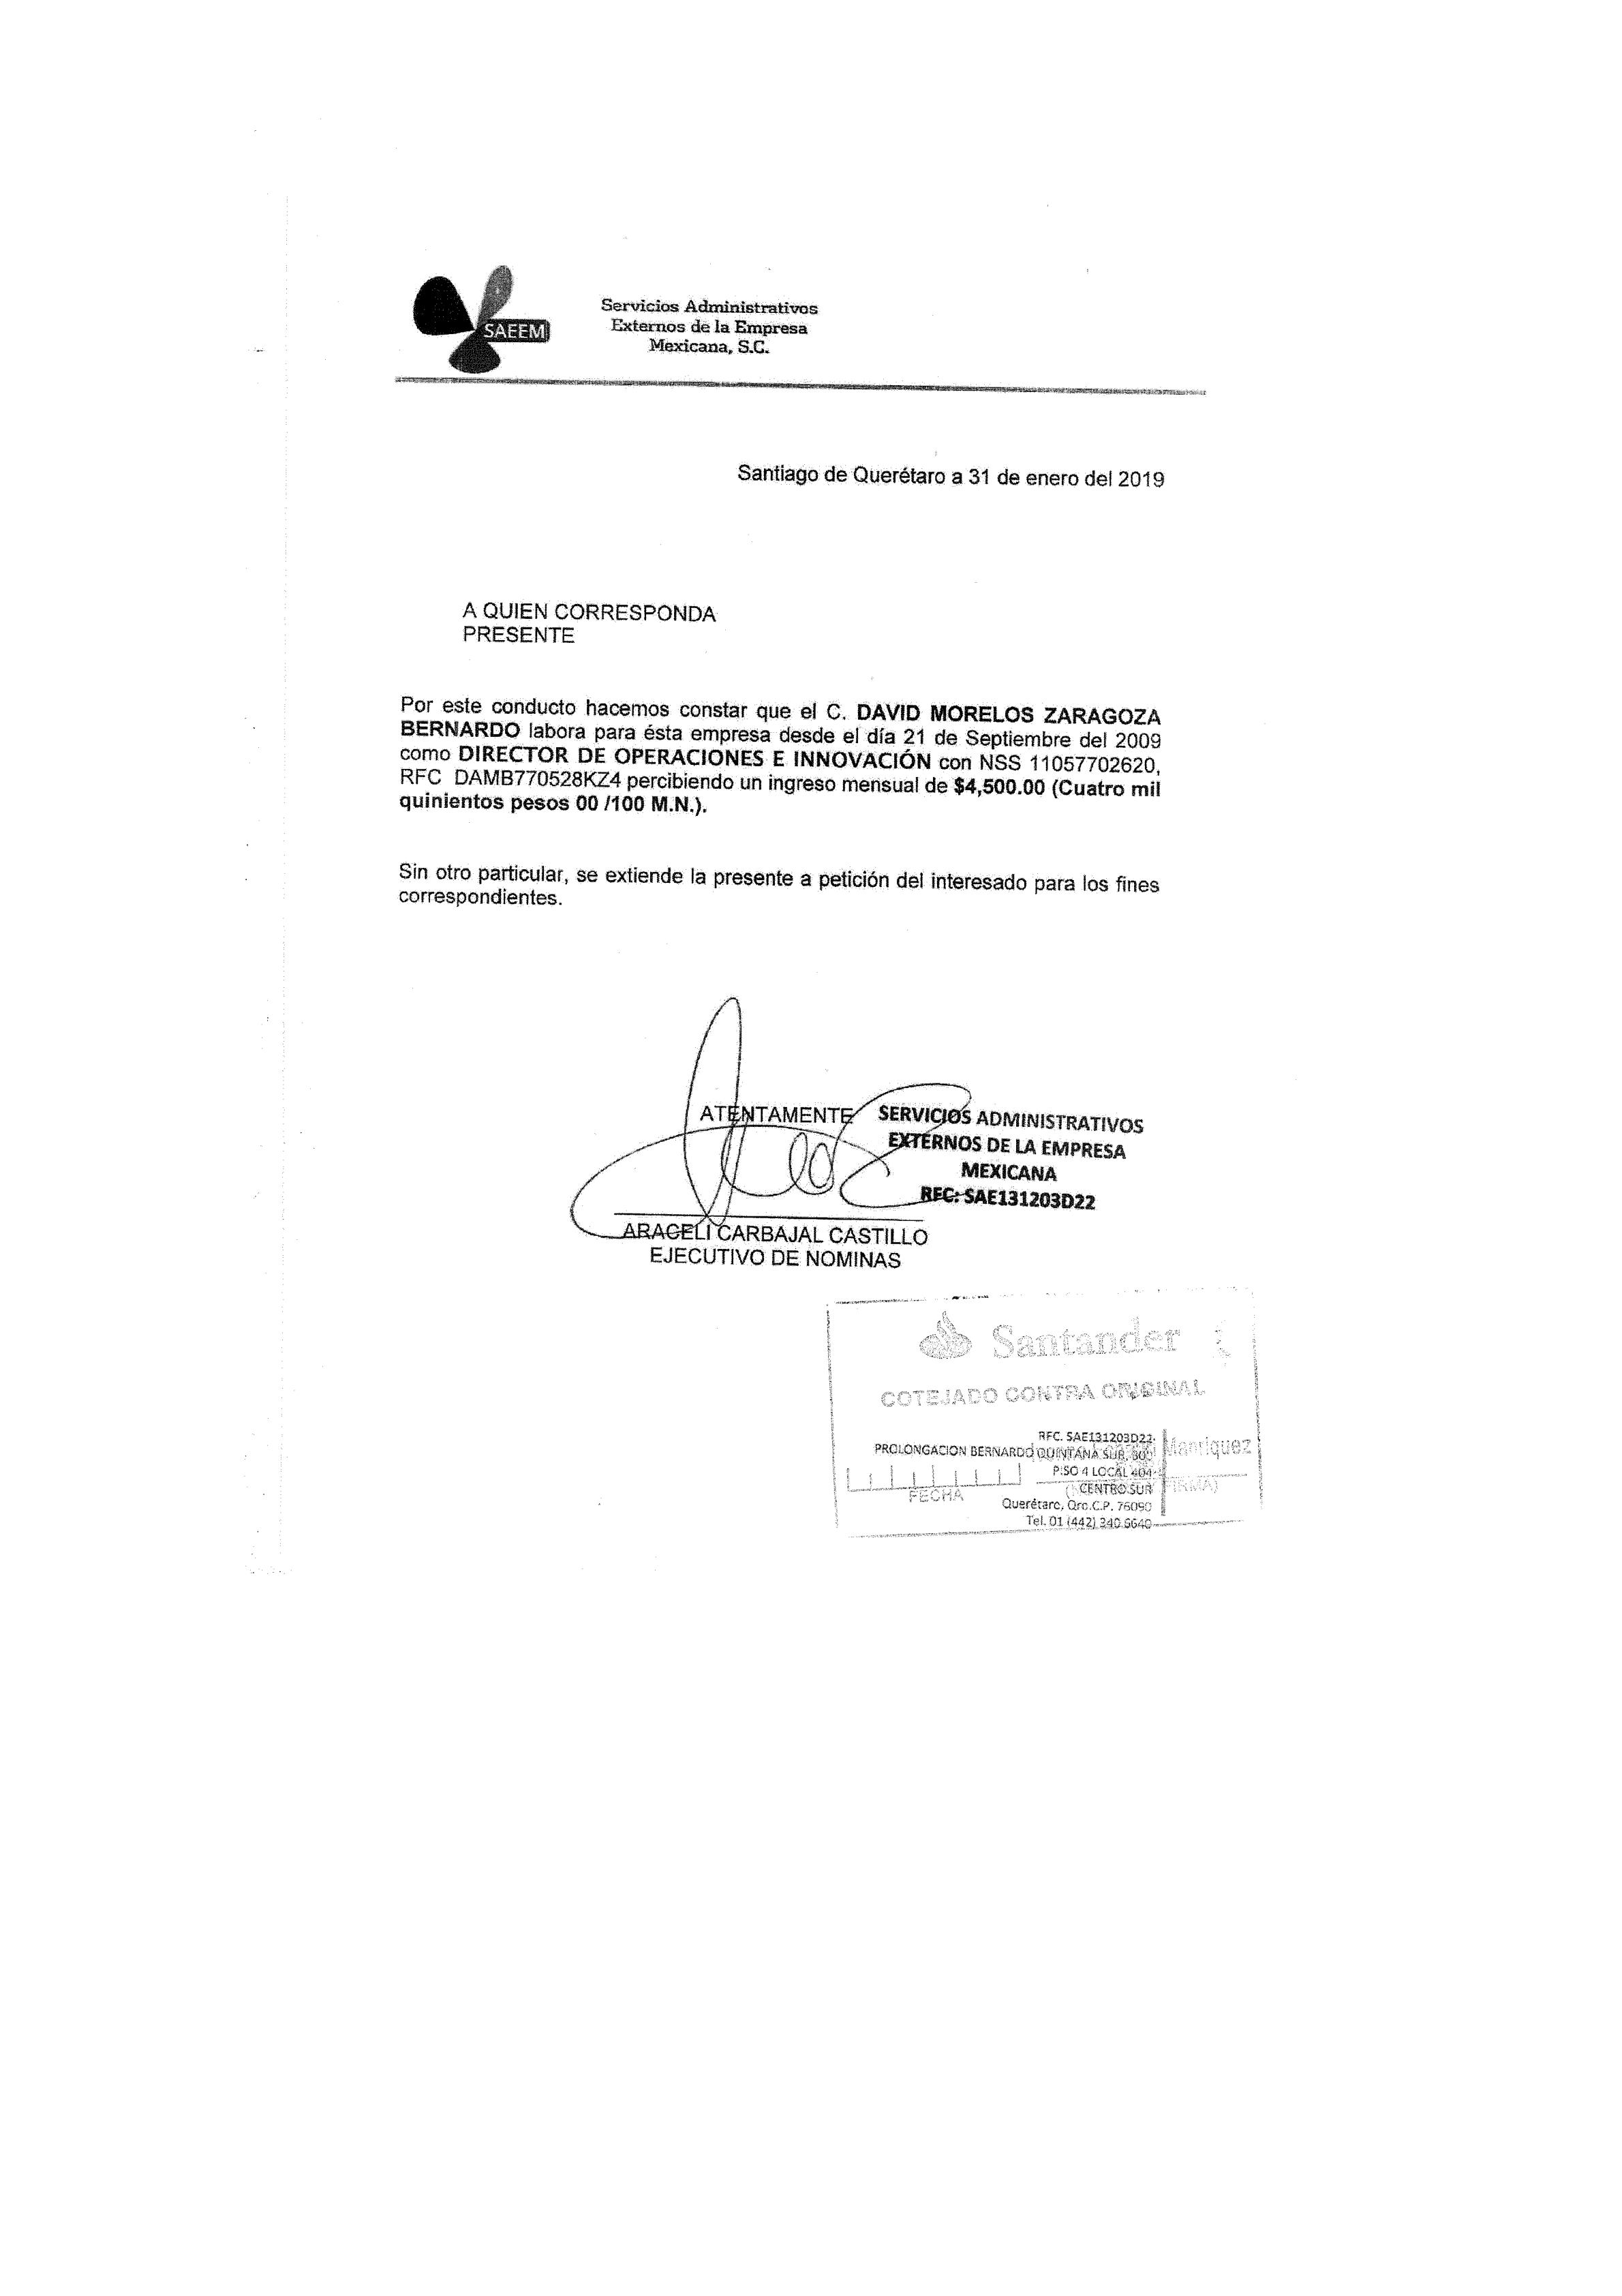 SAEEM
Servicios Administrativos
Externos de la Empresa
Mexicana, S.C.
Santiago de Querétaro a 31 de enero del 2019
A QUIEN CORRESPONDA
PRESENTE
Por este conducto hacemos constar que el C. DAVID MORELOS ZARAGOZA
BERNARDO labora para ésta empresa desde el día 21 de Septiembre del 2009
como DIRECTOR DE OPERACIONES E INNOVACIÓN con NSS 11057702620,
RFC DAMB770528KZ4 percibiendo un ingreso mensual de $4,500.00 (Cuatro mil
quinientos pesos 00 /100 M.N.).
Sin otro particular, se extiende la presente a petición del interesado para los fines
correspondientes.
ATENTAMENTE
SERVICIOS ADMINISTRATIVOS
EXTERNOS DE LA EMPRESA
MEXICANA
RFC: SAE131203D22
ARACELI CARBAJAL CASTILLO
EJECUTIVO DE NOMINAS
Santander
COTEJADO CONTRA ORIGINAL
RFC. SAE131203D22
PROLONGACION BERNARDO QUINTANA SUR, Manriquez
PISO 4 LOCAL 404
CENTRO SUR FIRMA)
FECHA
Querétaro, Qro.C.P. 76090
Tel. 01 (442) 340 6640